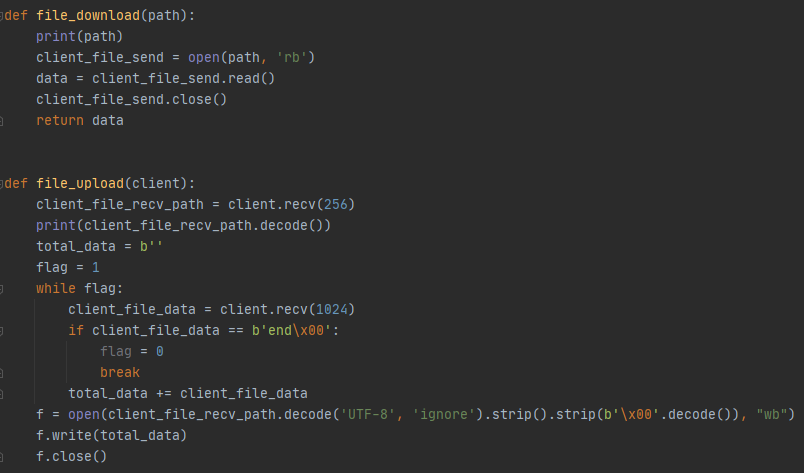 def file_download(path):
    print(path)
    client_file_send = open(path, 'rb')
    data = client_file_send.read()
    client_file_send.close()
    return data


def file_upload(client):
    client_file_recv_path = client.recv(256)
    print(client_file_recv_path.decode())
    total_data = b''
    flag = 1
    while flag:
        client_file_data = client.recv(1024)
        if client_file_data == b'end\x00':
            flag = 0
            break
        total_data += client_file_data
    f = open(client_file_recv_path.decode('UTF-8', 'ignore').strip().strip(b'\x00'.decode()), "wb")
    f.write(total_data)
    f.close()